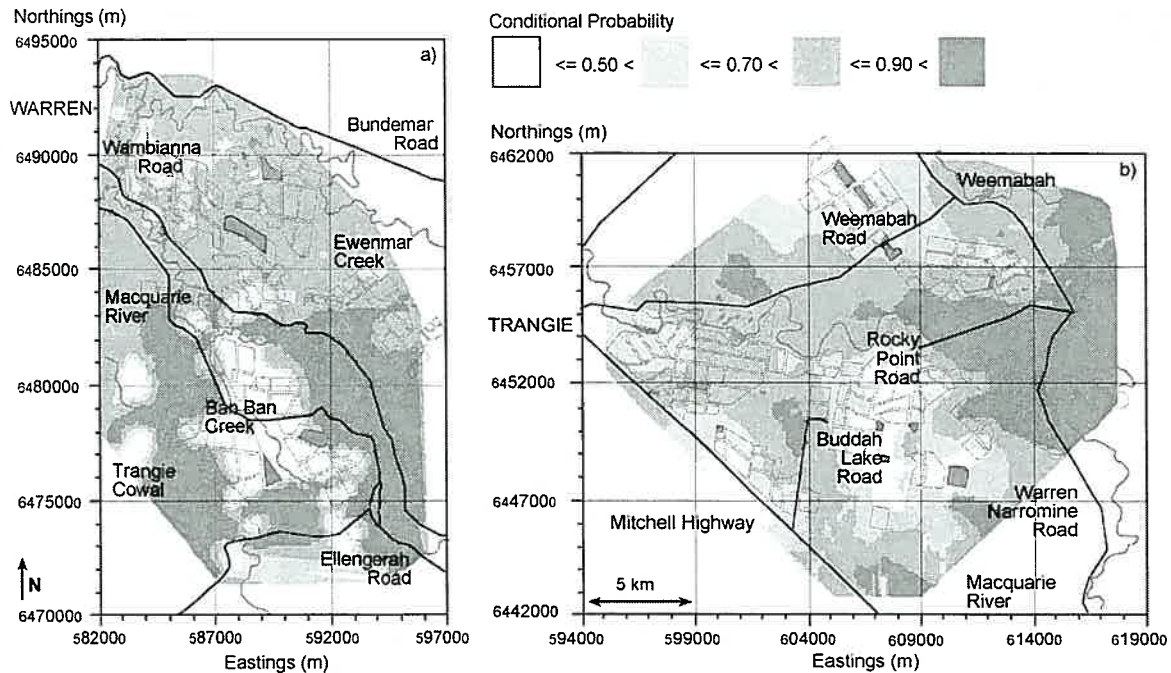 Northings (m)
6495000
a)
WARREN
Bundemar
Road
Wambianna
Road
6490000
Ewenmar
Creek
6485000
Macquarie
River
6480000
Ban Ban
Creek
Trangie
Cowal
6475000
Ellengerah
Road
N
6470000
582000
587000
592000
597000
Eastings (m)
Conditional Probability
<= 0.50 <
<= 0.70 <
<= 0.90 <
Northings (m)
6462000
b)
Weemabah
Weemabah
Road
6457000
TRANGIE
Rocky
Point
Road
6452000
Buddah
Lake
Road
6447000
Warren
Narromine
Road
Mitchell Highway
5 km
Macquarie
River
6442000
594000
599000
604000
609000
614000
619000
Eastings (m)